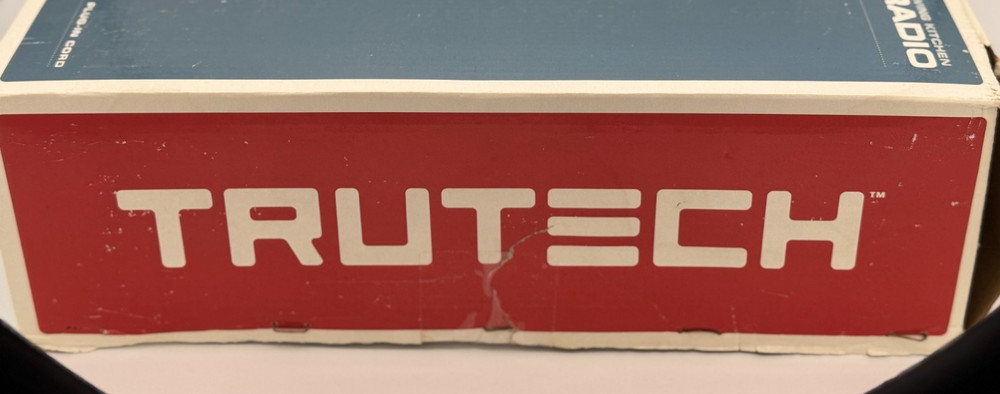 PLUG-IN CORD
KITCHEN
RADIO
TRUTECH™